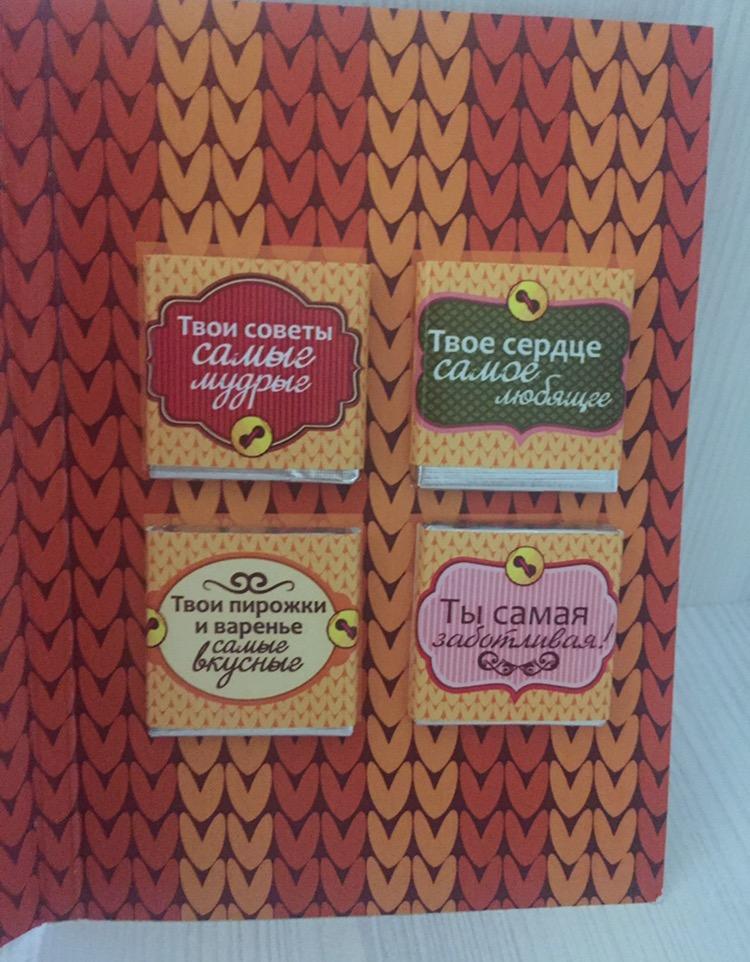 Твои советы
самые
мудрые
Твое сердце
самое
любящее
Твои пирожки
и варенье
самые
вкусные
Ты самая
заботливая!